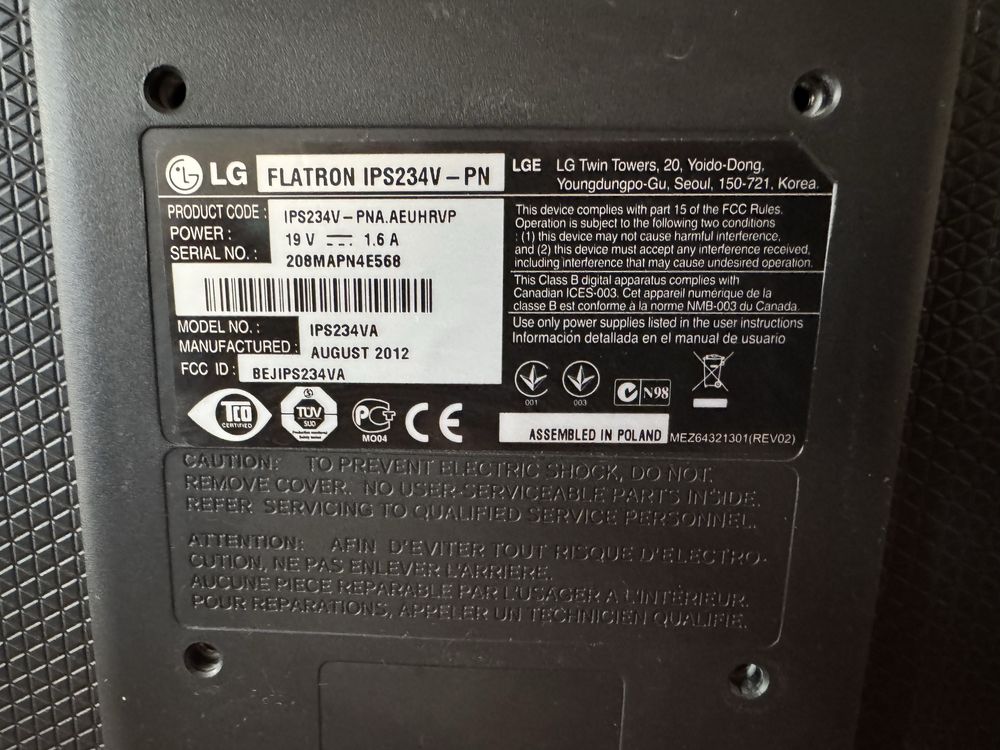 LG FLATRON IPS234V-PN
LGE LG Twin Towers, 20, Yoido-Dong,
Youngdungpo-Gu, Seoul, 150-721, Korea.
PRODUCT CODE : IPS234V-PNA.AEUHRVP
POWER : 19 V 1.6 A
SERIAL NO. : 208MAPN4E568
MODEL NO. : IPS234VA
MANUFACTURED : AUGUST 2012
FCC ID : BEJIPS234VA
This device complies with part 15 of the FCC Rules.
Operation is subject to the following two conditions
: (1) this device may not cause harmful interference,
and (2) this device must accept any interference received,
including interference that may cause undesired operation.
This Class B digital apparatus complies with
Canadian ICES-003. Cet appareil numérique de la
classe B est conforme à la norme NMB-003 du Canada.
Use only power supplies listed in the user instructions
Información detallada en el manual de usuario
001
003
N98
TCO
CERTIFIED
TÜV
SÜD
Production monitored
Safety tested
MO04
CE
ASSEMBLED IN POLAND
MEZ64321301(REV02)
CAUTION: TO PREVENT ELECTRIC SHOCK, DO NOT
REMOVE COVER. NO USER-SERVICEABLE PARTS INSIDE.
REFER SERVICING TO QUALIFIED SERVICE PERSONNEL.
ATTENTION: AFIN D'EVITER TOUT RISQUE D'ELECTRO-
CUTION, NE PAS ENLEVER L'ARRIERE.
AUCUNE PIECE REPARABLE PAR L'USAGER A L'INTÉRIEUR.
POUR REPARATIONS, APPELER UN TECHNICIEN QUALIFIE.